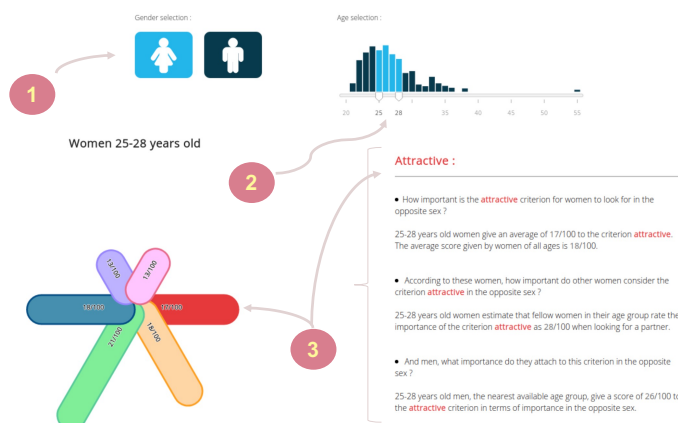 Gender selection :
Age selection :
1
20 25 28 35 40 45 50 55
Women 25-28 years old
2
Attractive :
• How important is the attractive criterion for women to look for in the
opposite sex ?
25-28 years old women give an average of 17/100 to the criterion attractive.
The average score given by women of all ages is 18/100.
• According to these women, how important do other women consider the
criterion attractive in the opposite sex ?
25-28 years old women estimate that fellow women in their age group rate the
importance of the criterion attractive as 28/100 when looking for a partner.
• And men, what importance do they attach to this criterion in the opposite
sex ?
25-28 years old men, the nearest available age group, give a score of 26/100 to
the attractive criterion in terms of importance in the opposite sex.
13/100
13/100
18/100
17/100
21/100
18/100
3